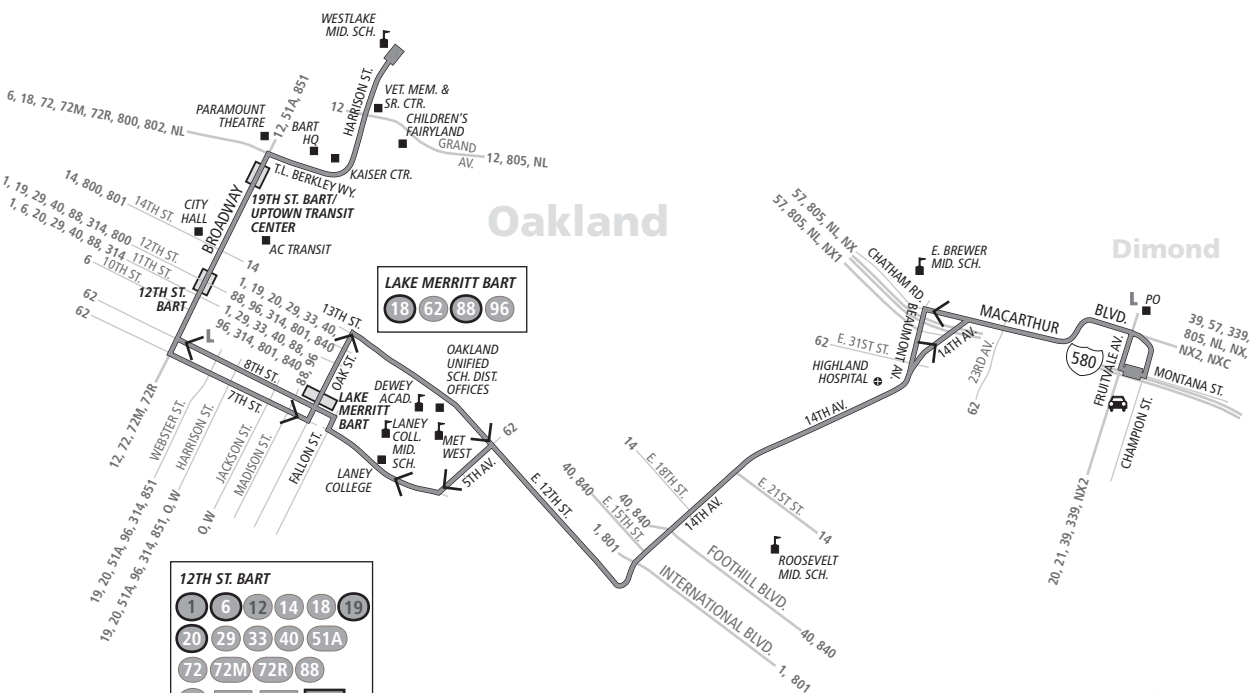 WESTLAKE
MID. SCH.
HARRISON ST.
6, 18, 72, 72M, 72R, 800, 802, NL
PARAMOUNT
THEATRE
12, 51A, 851
BART
HQ
12
VET. MEM. &
SR. CTR.
CHILDREN'S
FAIRYLAND
GRAND
AV.
12, 805, NL
KAISER CTR.
T.L. BERKLEY WY.
19TH ST. BART/
UPTOWN TRANSIT
CENTER
AC TRANSIT
BROADWAY
CITY
HALL
14, 800, 801
14TH ST.
14
1, 19, 29, 40, 88, 314, 800
12TH ST.
1, 6, 20, 29, 40, 88, 314
11TH ST.
6
10TH ST.
12TH ST.
BART
62
62
L
1, 19, 20, 29, 33, 40,
88, 96, 314, 801, 840
13TH ST.
1, 29, 33, 40, 88,
96, 314, 801, 840
88, 96
OAK ST.
8TH ST.
7TH ST.
LAKE
MERRITT
BART
12, 72, 72M, 72R
WEBSTER ST.
19, 20, 51A, 96, 314, 851
HARRISON ST.
19, 20, 51A, 96, 314, 851, O, W
JACKSON ST.
O, W
MADISON ST.
FALLON ST.
LAKE MERRITT BART
18 62 88 96
OAKLAND
UNIFIED
SCH. DIST.
OFFICES
DEWEY
ACAD.
LANEY
COLL.
MID.
SCH.
MET
WEST
LANEY
COLLEGE
62
5TH AV.
E. 12TH ST.
Oakland
40, 840
E. 15TH ST.
1, 801
14
E. 18TH ST.
40, 840
14TH AV.
E. 21ST ST.
14
ROOSEVELT
MID. SCH.
FOOTHILL BLVD.
40, 840
INTERNATIONAL BLVD.
1, 801
14TH AV.
57, 805, NL, NX
57, 805, NL, NX1
CHATHAM RD.
E. BREWER
MID. SCH.
BEAUMONT AV.
62
E. 31ST ST.
HIGHLAND
HOSPITAL
14TH AV.
23RD AV.
62
MACARTHUR
BLVD.
Dimond
L
PO
39, 57, 339,
805, NL, NX,
NX2, NXC
580
FRUITVALE AV.
MONTANA ST.
CHAMPION ST.
20, 21, 39, 339, NX2
12TH ST. BART
1 6 12 14 18 19
20 29 33 40 51A
72 72M 72R 88